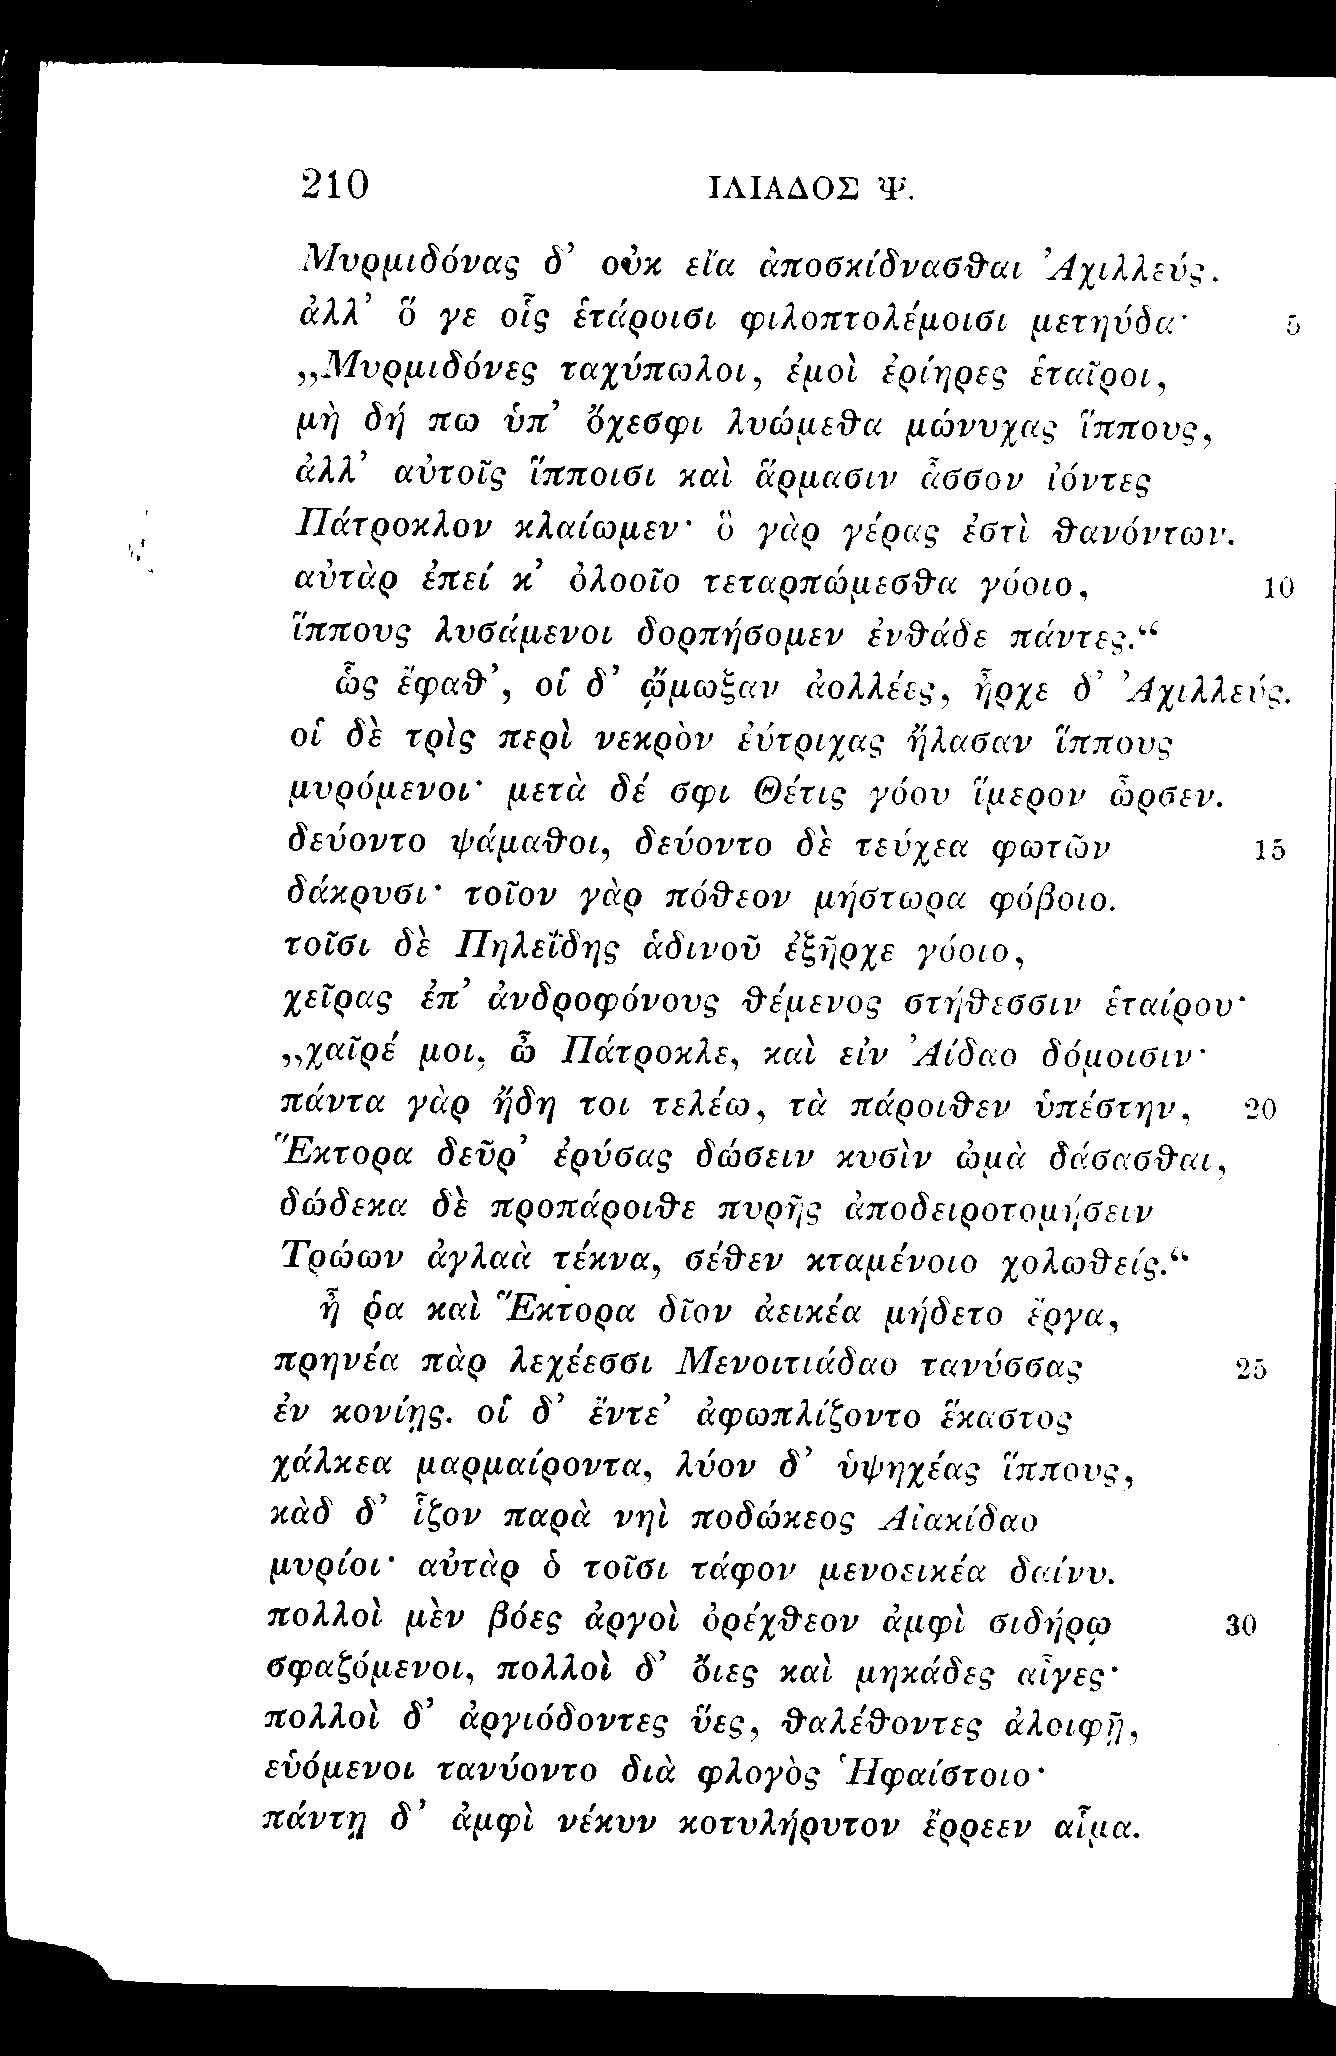 210 ΙΛΙΑΔΟΣ Ψ.
Μυρμιδόνας δ’ οὐκ εἴα ἀποσκίδνασθαι Ἀχιλλεύς.
ἀλλ’ ὅ γε οἷς ἑτάροισι φιλοπτολέμοισι μετηύδα· 5
„Μυρμιδόνες ταχύπωλοι, ἐμοὶ ἐρίηρες ἑταῖροι,
μὴ δή πω ὑπ’ ὄχεσφι λυώμεθα μώνυχας ἵππους,
ἀλλ’ αὐτοῖς ἵπποισι καὶ ἅρμασιν ἆσσον ἰόντες
Πάτροκλον κλαίωμεν· ὃ γὰρ γέρας ἐστὶ θανόντων.
αὐτὰρ ἐπεί κ’ ὀλοοῖο τεταρπώμεσθα γόοιο, 10
ἵππους λυσάμενοι δορπήσομεν ἐνθάδε πάντες.“
ὣς ἔφαθ’, οἳ δ’ ᾤμωξαν ἀολλέες, ἦρχε δ’ Ἀχιλλεύς.
οἳ δὲ τρὶς περὶ νεκρὸν ἐύτριχας ἤλασαν ἵππους
μυρόμενοι· μετὰ δέ σφι Θέτις γόου ἵμερον ὦρσεν.
δεύοντο ψάμαθοι, δεύοντο δὲ τεύχεα φωτῶν 15
δάκρυσι· τοῖον γὰρ πόθεον μήστωρα φόβοιο.
τοῖσι δὲ Πηλεΐδης ἁδινοῦ ἐξῆρχε γόοιο,
χεῖρας ἐπ’ ἀνδροφόνους θέμενος στήθεσσιν ἑταίρου·
„χαῖρέ μοι, ὦ Πάτροκλε, καὶ εἰν Ἀίδαο δόμοισιν·
πάντα γὰρ ἤδη τοι τελέω, τὰ πάροιθεν ὑπέστην, 20
Ἕκτορα δεῦρ’ ἐρύσας δώσειν κυσὶν ὠμὰ δάσασθαι,
δώδεκα δὲ προπάροιθε πυρῆς ἀποδειροτομήσειν
Τρώων ἀγλαὰ τέκνα, σέθεν κταμένοιο χολωθείς.“
ἦ ῥα καὶ Ἕκτορα δῖον ἀεικέα μήδετο ἔργα,
πρηνέα πὰρ λεχέεσσι Μενοιτιάδαο τανύσσας 25
ἐν κονίῃς. οἳ δ’ ἔντε’ ἀφωπλίζοντο ἕκαστος
χάλκεα μαρμαίροντα, λύον δ’ ὑψηχέας ἵππους,
κὰδ δ’ ἷζον παρὰ νηὶ ποδώκεος Αἰακίδαο
μυρίοι· αὐτὰρ ὁ τοῖσι τάφον μενοεικέα δαίνυ.
πολλοὶ μὲν βόες ἀργοὶ ὀρέχθεον ἀμφὶ σιδήρῳ 30
σφαζόμενοι, πολλοὶ δ’ ὄιες καὶ μηκάδες αἶγες·
πολλοὶ δ’ ἀργιόδοντες ὕες, θαλέθοντες ἀλοιφῇ,
εὑόμενοι τανύοντο διὰ φλογὸς Ἡφαίστοιο·
πάντῃ δ’ ἀμφὶ νέκυν κοτυλήρυτον ἔρρεεν αἷμα.